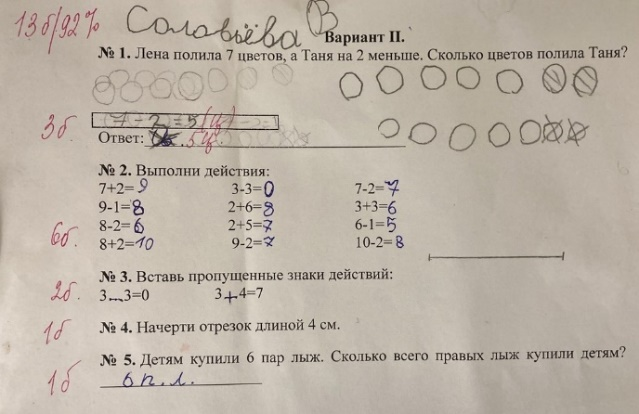 13б/92% Соловьёва В
Вариант II.
№ 1. Лена полила 7 цветов, а Таня на 2 меньше. Сколько цветов полила Таня?
3б. 7-2=5(ц)
Ответ: 5ц.
№ 2. Выполни действия:
7+2=9 3-3=0 7-2=7
9-1=8 2+6=8 3+3=6
8-2=6 2+5=7 6-1=5
6б. 8+2=10 9-2=7 10-2=8
№ 3. Вставь пропущенные знаки действий:
2б. 3-3=0 3+4=7
1б № 4. Начерти отрезок длиной 4 см.
№ 5. Детям купили 6 пар лыж. Сколько всего правых лыж купили детям?
1б 6 п.л.